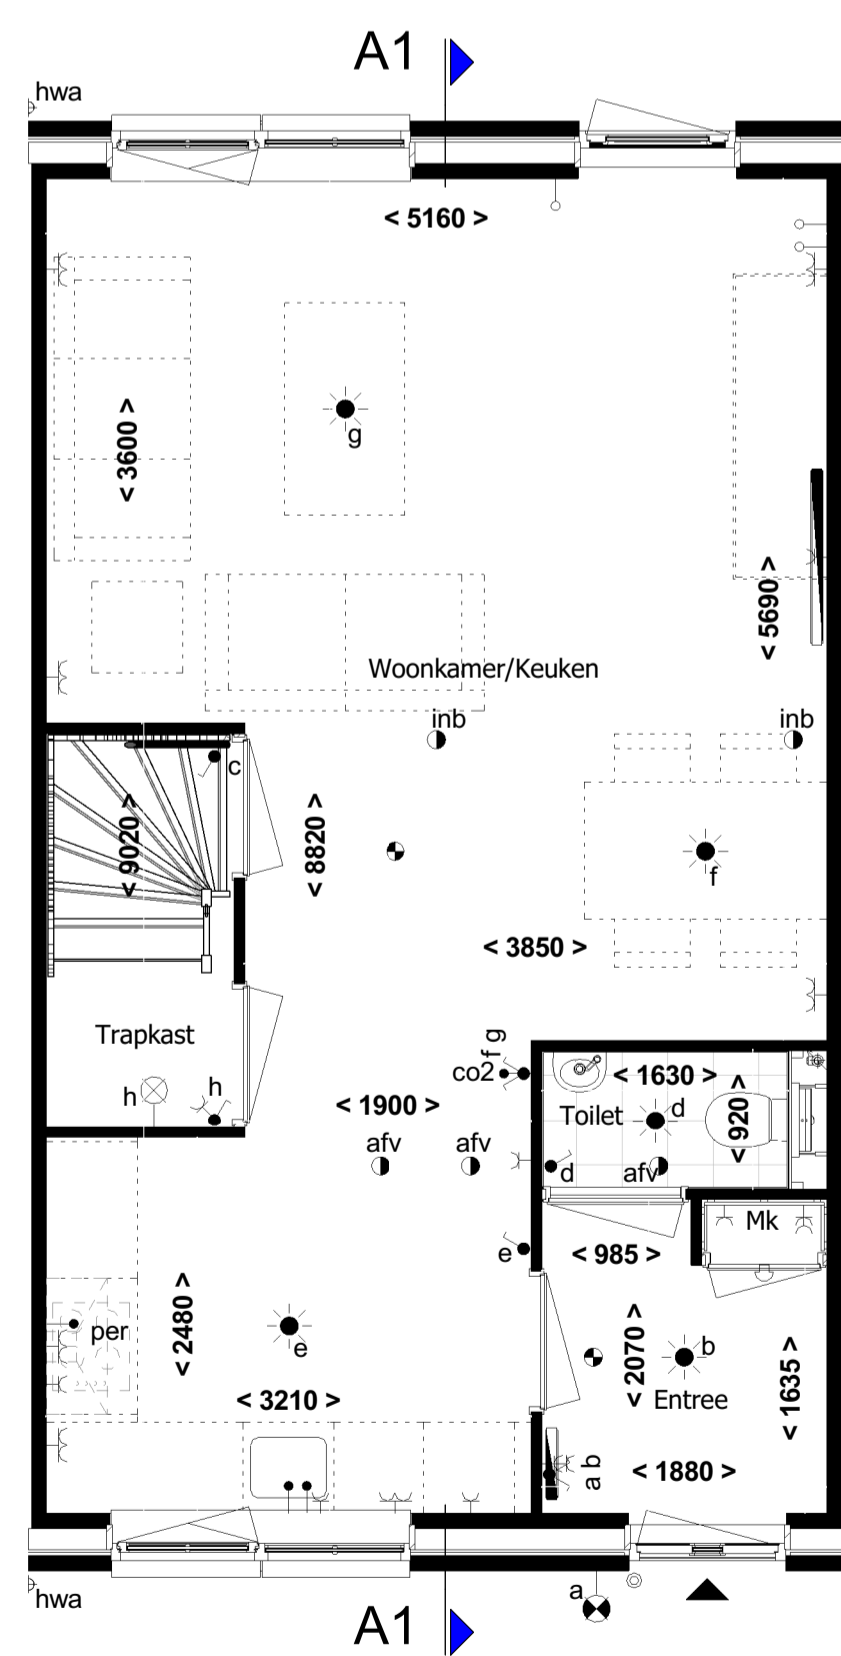 A1
hwa
< 5160 >
< 3600 >
g
< 5690 >
Woonkamer/Keuken
inb
inb
c
< 9020 >
< 8820 >
f
< 3850 >
Trapkast
f g
co2
< 1630 >
h
h
< 1900 >
Toilet
d
< 920 >
afv
afv
d
afv
Mk
e
< 985 >
< 2480 >
per
e
< 2070 >
b
< 1635 >
< 3210 >
Entree
a b
< 1880 >
hwa
a
A1